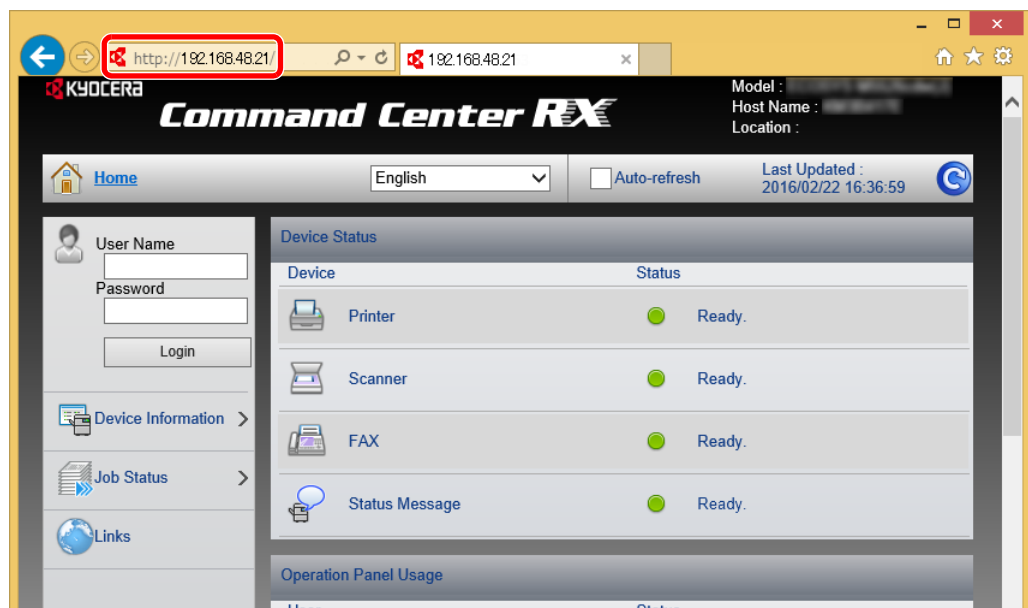 http://192.168.48.21/
192.168.48.21
KYOCERA
Command Center RX
Model :
Host Name :
Location :
Home
English
Auto-refresh
Last Updated :
2016/02/22 16:36:59
User Name
Password
Login
Device Information
Job Status
Links
Device Status
Device Status
Printer Ready.
Scanner Ready.
FAX Ready.
Status Message Ready.
Operation Panel Usage